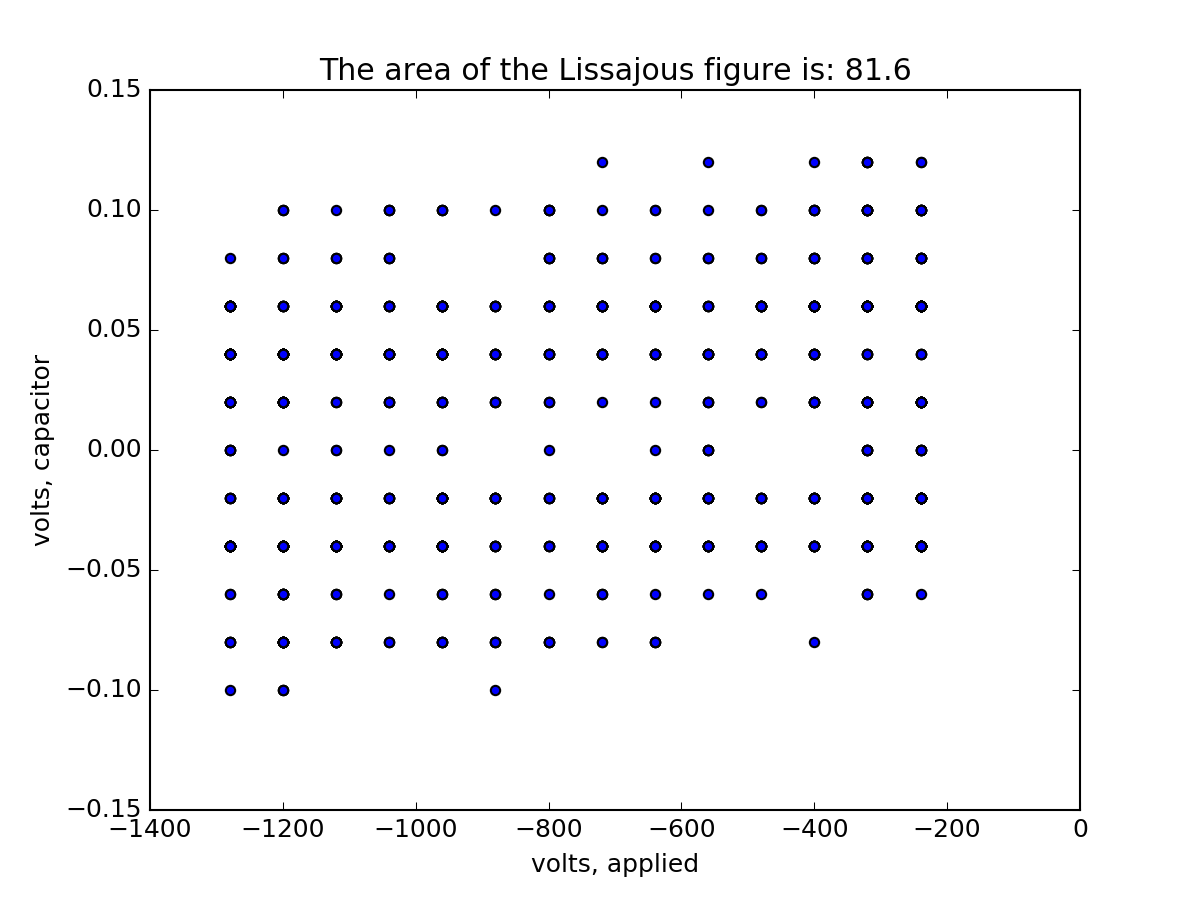 The area of the Lissajous figure is: 81.6
0.15
0.10
0.05
0.00
−0.05
−0.10
−0.15
volts, capacitor
−1400 −1200 −1000 −800 −600 −400 −200 0
volts, applied